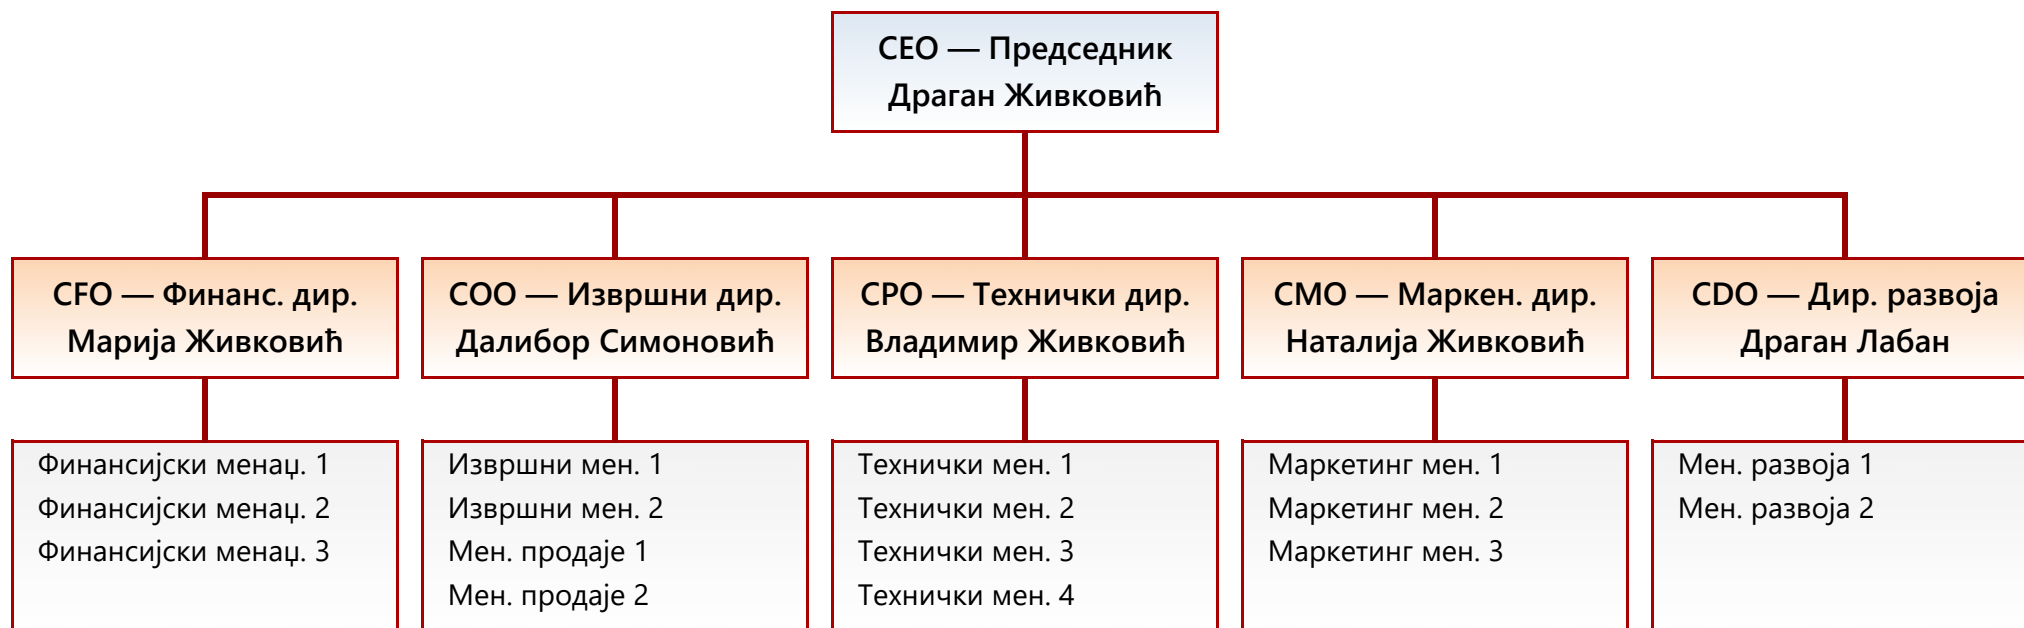 CEO — Председник
Драган Живковић
CFO — Финанс. дир.
Марија Живковић
COO — Извршни дир.
Далибор Симоновић
CPO — Технички дир.
Владимир Живковић
CMO — Маркен. дир.
Наталија Живковић
CDO — Дир. развоја
Драган Лабан
Финансијски менаџ. 1
Финансијски менаџ. 2
Финансијски менаџ. 3
Извршни мен. 1
Извршни мен. 2
Мен. продаје 1
Мен. продаје 2
Технички мен. 1
Технички мен. 2
Технички мен. 3
Технички мен. 4
Маркетинг мен. 1
Маркетинг мен. 2
Маркетинг мен. 3
Мен. развоја 1
Мен. развоја 2